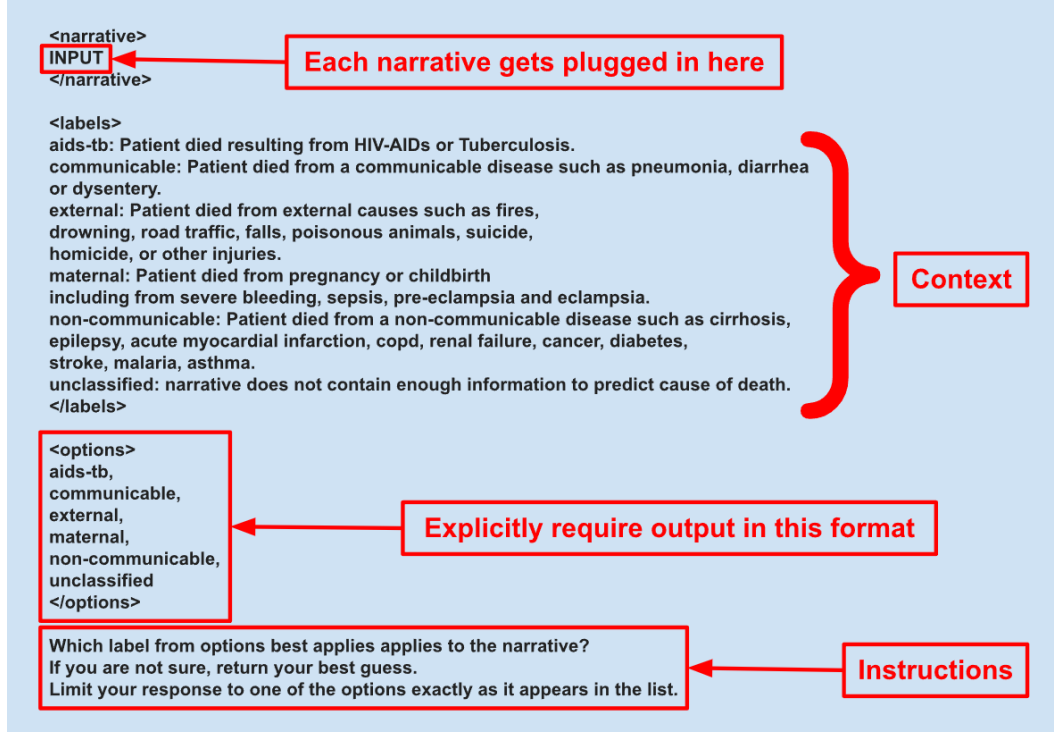 <narrative>
INPUT
Each narrative gets plugged in here
</narrative>
<labels>
aids-tb: Patient died resulting from HIV-AIDs or Tuberculosis.
communicable: Patient died from a communicable disease such as pneumonia, diarrhea
or dysentery.
external: Patient died from external causes such as fires,
drowning, road traffic, falls, poisonous animals, suicide,
homicide, or other injuries.
maternal: Patient died from pregnancy or childbirth
including from severe bleeding, sepsis, pre-eclampsia and eclampsia.
non-communicable: Patient died from a non-communicable disease such as cirrhosis,
epilepsy, acute myocardial infarction, copd, renal failure, cancer, diabetes,
stroke, malaria, asthma.
unclassified: narrative does not contain enough information to predict cause of death.
</labels>
Context
<options>
aids-tb,
communicable,
external,
maternal,
non-communicable,
unclassified
</options>
Explicitly require output in this format
Which label from options best applies applies to the narrative?
If you are not sure, return your best guess.
Limit your response to one of the options exactly as it appears in the list.
Instructions